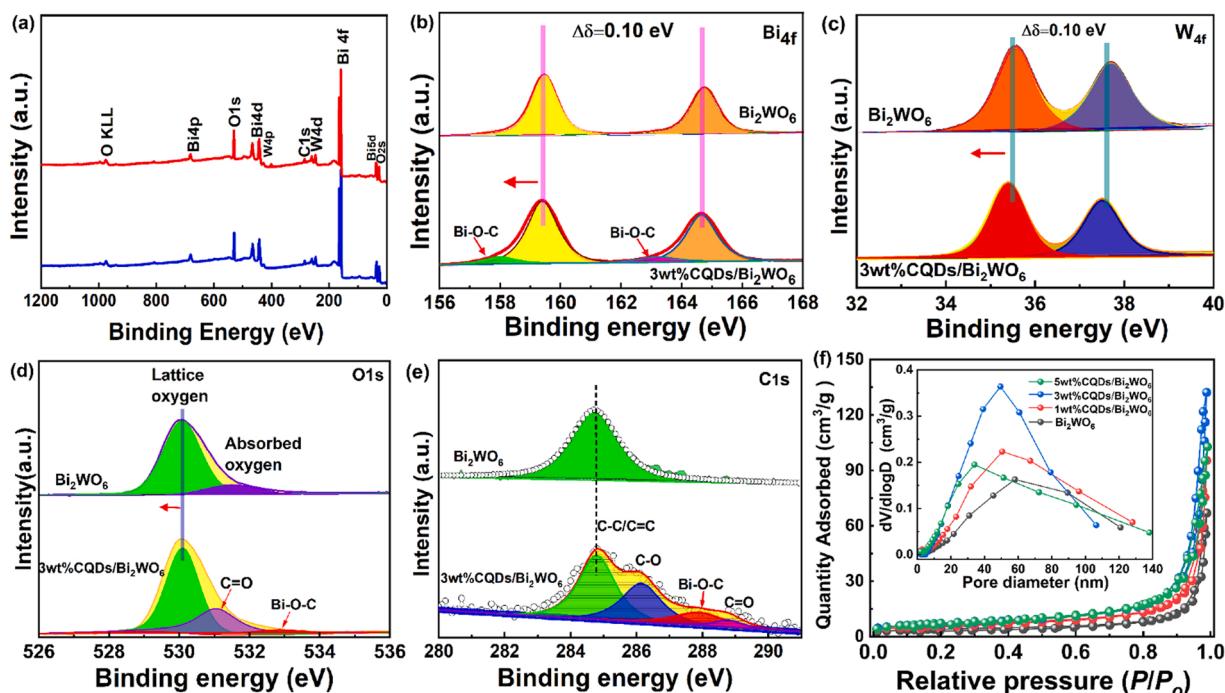 (a)
Intensity (a.u.)
O KLL
Bi4p
O1s
Bi4d
W4p
C1s
W4d
Bi 4f
Bi5d
O2s
1200 1000 800 600 400 200 0
Binding Energy (eV)
(b)
Δδ=0.10 eV
Bi4f
Intensity (a.u.)
Bi2WO6
Bi-O-C
Bi-O-C
3wt%CQDs/Bi2WO6
156 158 160 162 164 166 168
Binding energy (eV)
(c)
Δδ=0.10 eV
W4f
Intensity (a.u.)
Bi2WO6
3wt%CQDs/Bi2WO6
32 34 36 38 40
Binding energy (eV)
(d)
Lattice
oxygen
O1s
Intensity(a.u.)
Absorbed
oxygen
Bi2WO6
3wt%CQDs/Bi2WO6
C=O
Bi-O-C
526 528 530 532 534 536
Binding energy (eV)
(e)
C1s
Intensity (a.u.)
Bi2WO6
C-C/C=C
C-O
3wt%CQDs/Bi2WO6
Bi-O-C
C=O
280 282 284 286 288 290
Binding energy (eV)
(f)
Quantity Adsorbed (cm3/g)
150
120
90
60
30
0
dV/dlogD (cm3/g)
0.4
0.3
0.2
0.1
0.0
5wt%CQDs/Bi2WO6
3wt%CQDs/Bi2WO6
1wt%CQDs/Bi2WO6
Bi2WO6
0 20 40 60 80 100 120 140
Pore diameter (nm)
0.0 0.2 0.4 0.6 0.8 1.0
Relative pressure (P/PO)